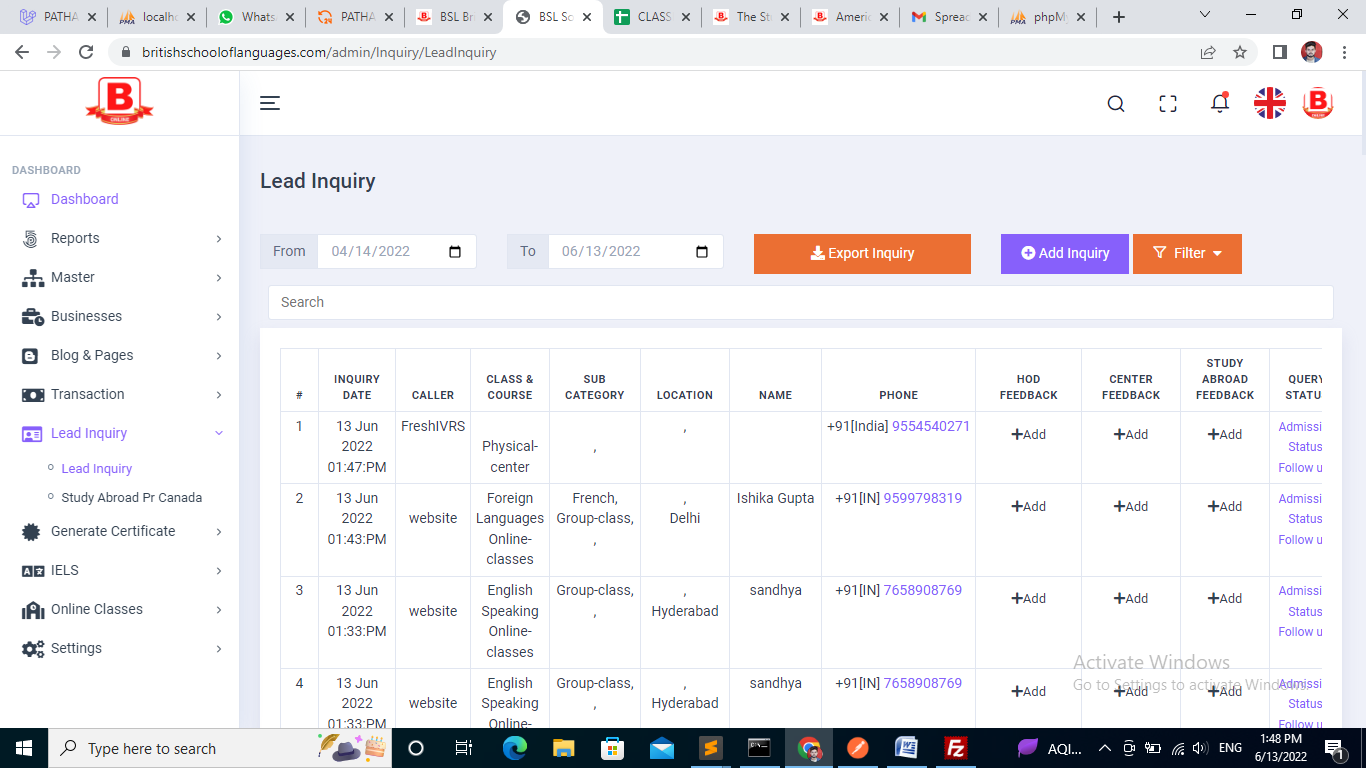 PATHA
localho
Whats
PATHA
BSL Br
BSL Sc
CLASS
The St
Americ
Spread
phpMy
britishschooloflanguages.com/admin/Inquiry/LeadInquiry
B
ONLINE
B
DASHBOARD
Dashboard
Reports
Master
Businesses
Blog & Pages
Transaction
Lead Inquiry
Lead Inquiry
Study Abroad Pr Canada
Generate Certificate
IELS
Online Classes
Settings
Lead Inquiry
From 04/14/2022 To 06/13/2022 Export Inquiry Add Inquiry Filter
Search
# INQUIRY DATE CALLER CLASS & COURSE SUB CATEGORY LOCATION NAME PHONE HOD FEEDBACK CENTER FEEDBACK STUDY ABROAD FEEDBACK QUERY STATU
1 13 Jun 2022 01:47:PM FreshIVRS Physical-center , , +91[India] 9554540271 Add Add Add Admissi Status Follow u
2 13 Jun 2022 01:43:PM website Foreign Languages Online-classes French, Group-class, , , Delhi Ishika Gupta +91[IN] 9599798319 Add Add Add Admissi Status Follow u
3 13 Jun 2022 01:33:PM website English Speaking Online-classes Group-class, , , Hyderabad sandhya +91[IN] 7658908769 Add Add Add Admissi Status Follow u
4 13 Jun 2022 01:33:PM website English Speaking Online- Group-class, , , Hyderabad sandhya +91[IN] 7658908769 Add Add Add Admissi Status Follow u
Activate Windows
Go to Settings to activate Windows.
Type here to search
AQI...
ENG
1:48 PM
6/13/2022
1